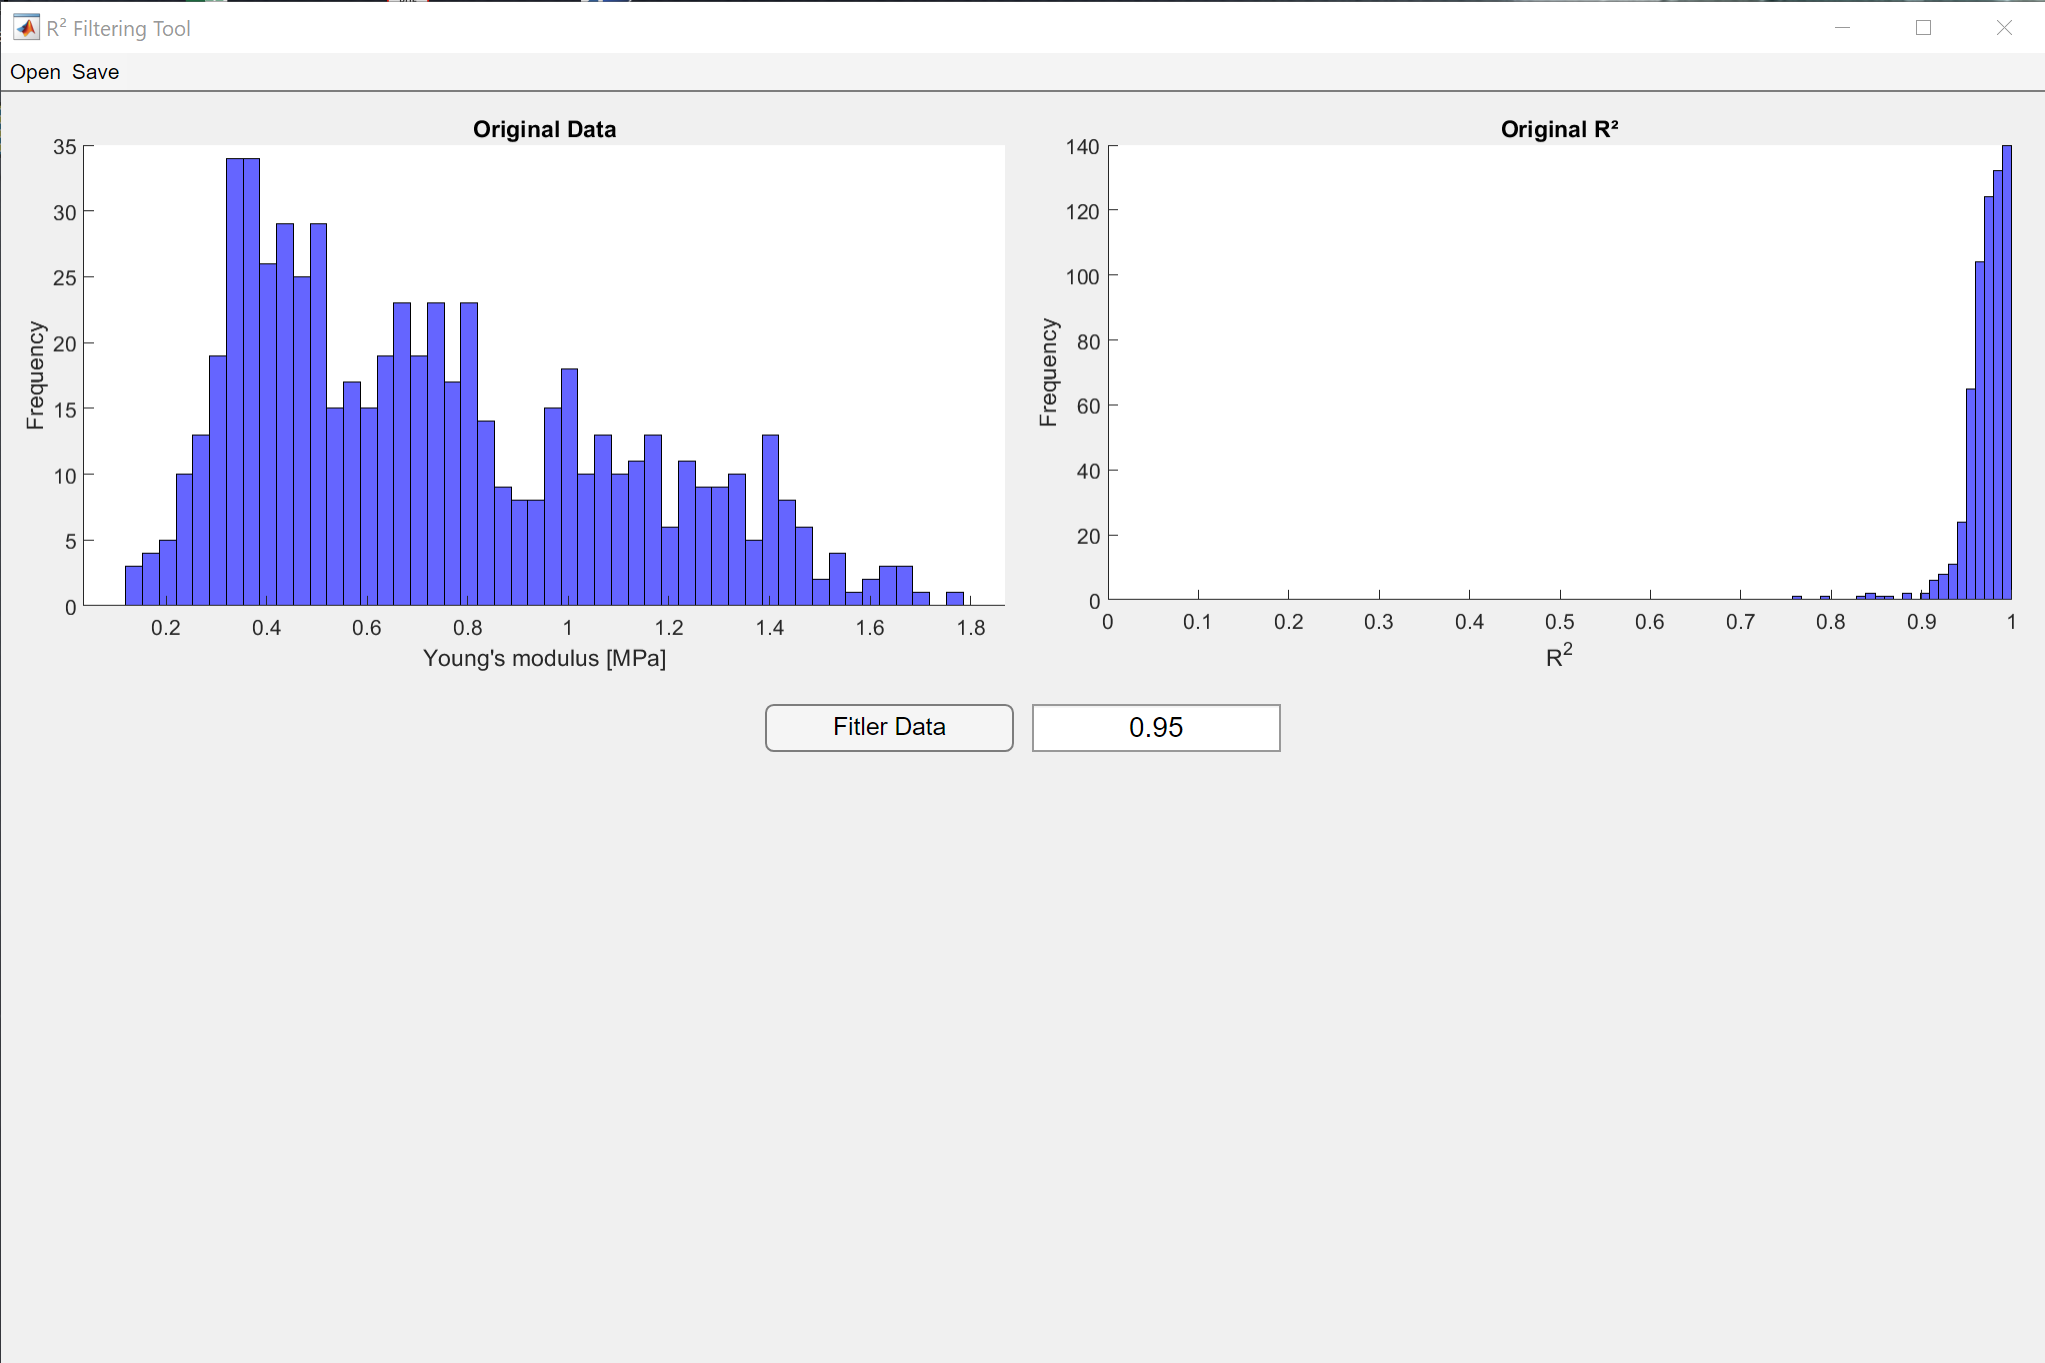 R² Filtering Tool
Open Save
Original Data
35
30
25
20
15
10
5
0
Frequency
0.2 0.4 0.6 0.8 1 1.2 1.4 1.6 1.8
Young's modulus [MPa]
Original R²
140
120
100
80
60
40
20
0
Frequency
0 0.1 0.2 0.3 0.4 0.5 0.6 0.7 0.8 0.9 1
R²
Fitler Data
0.95